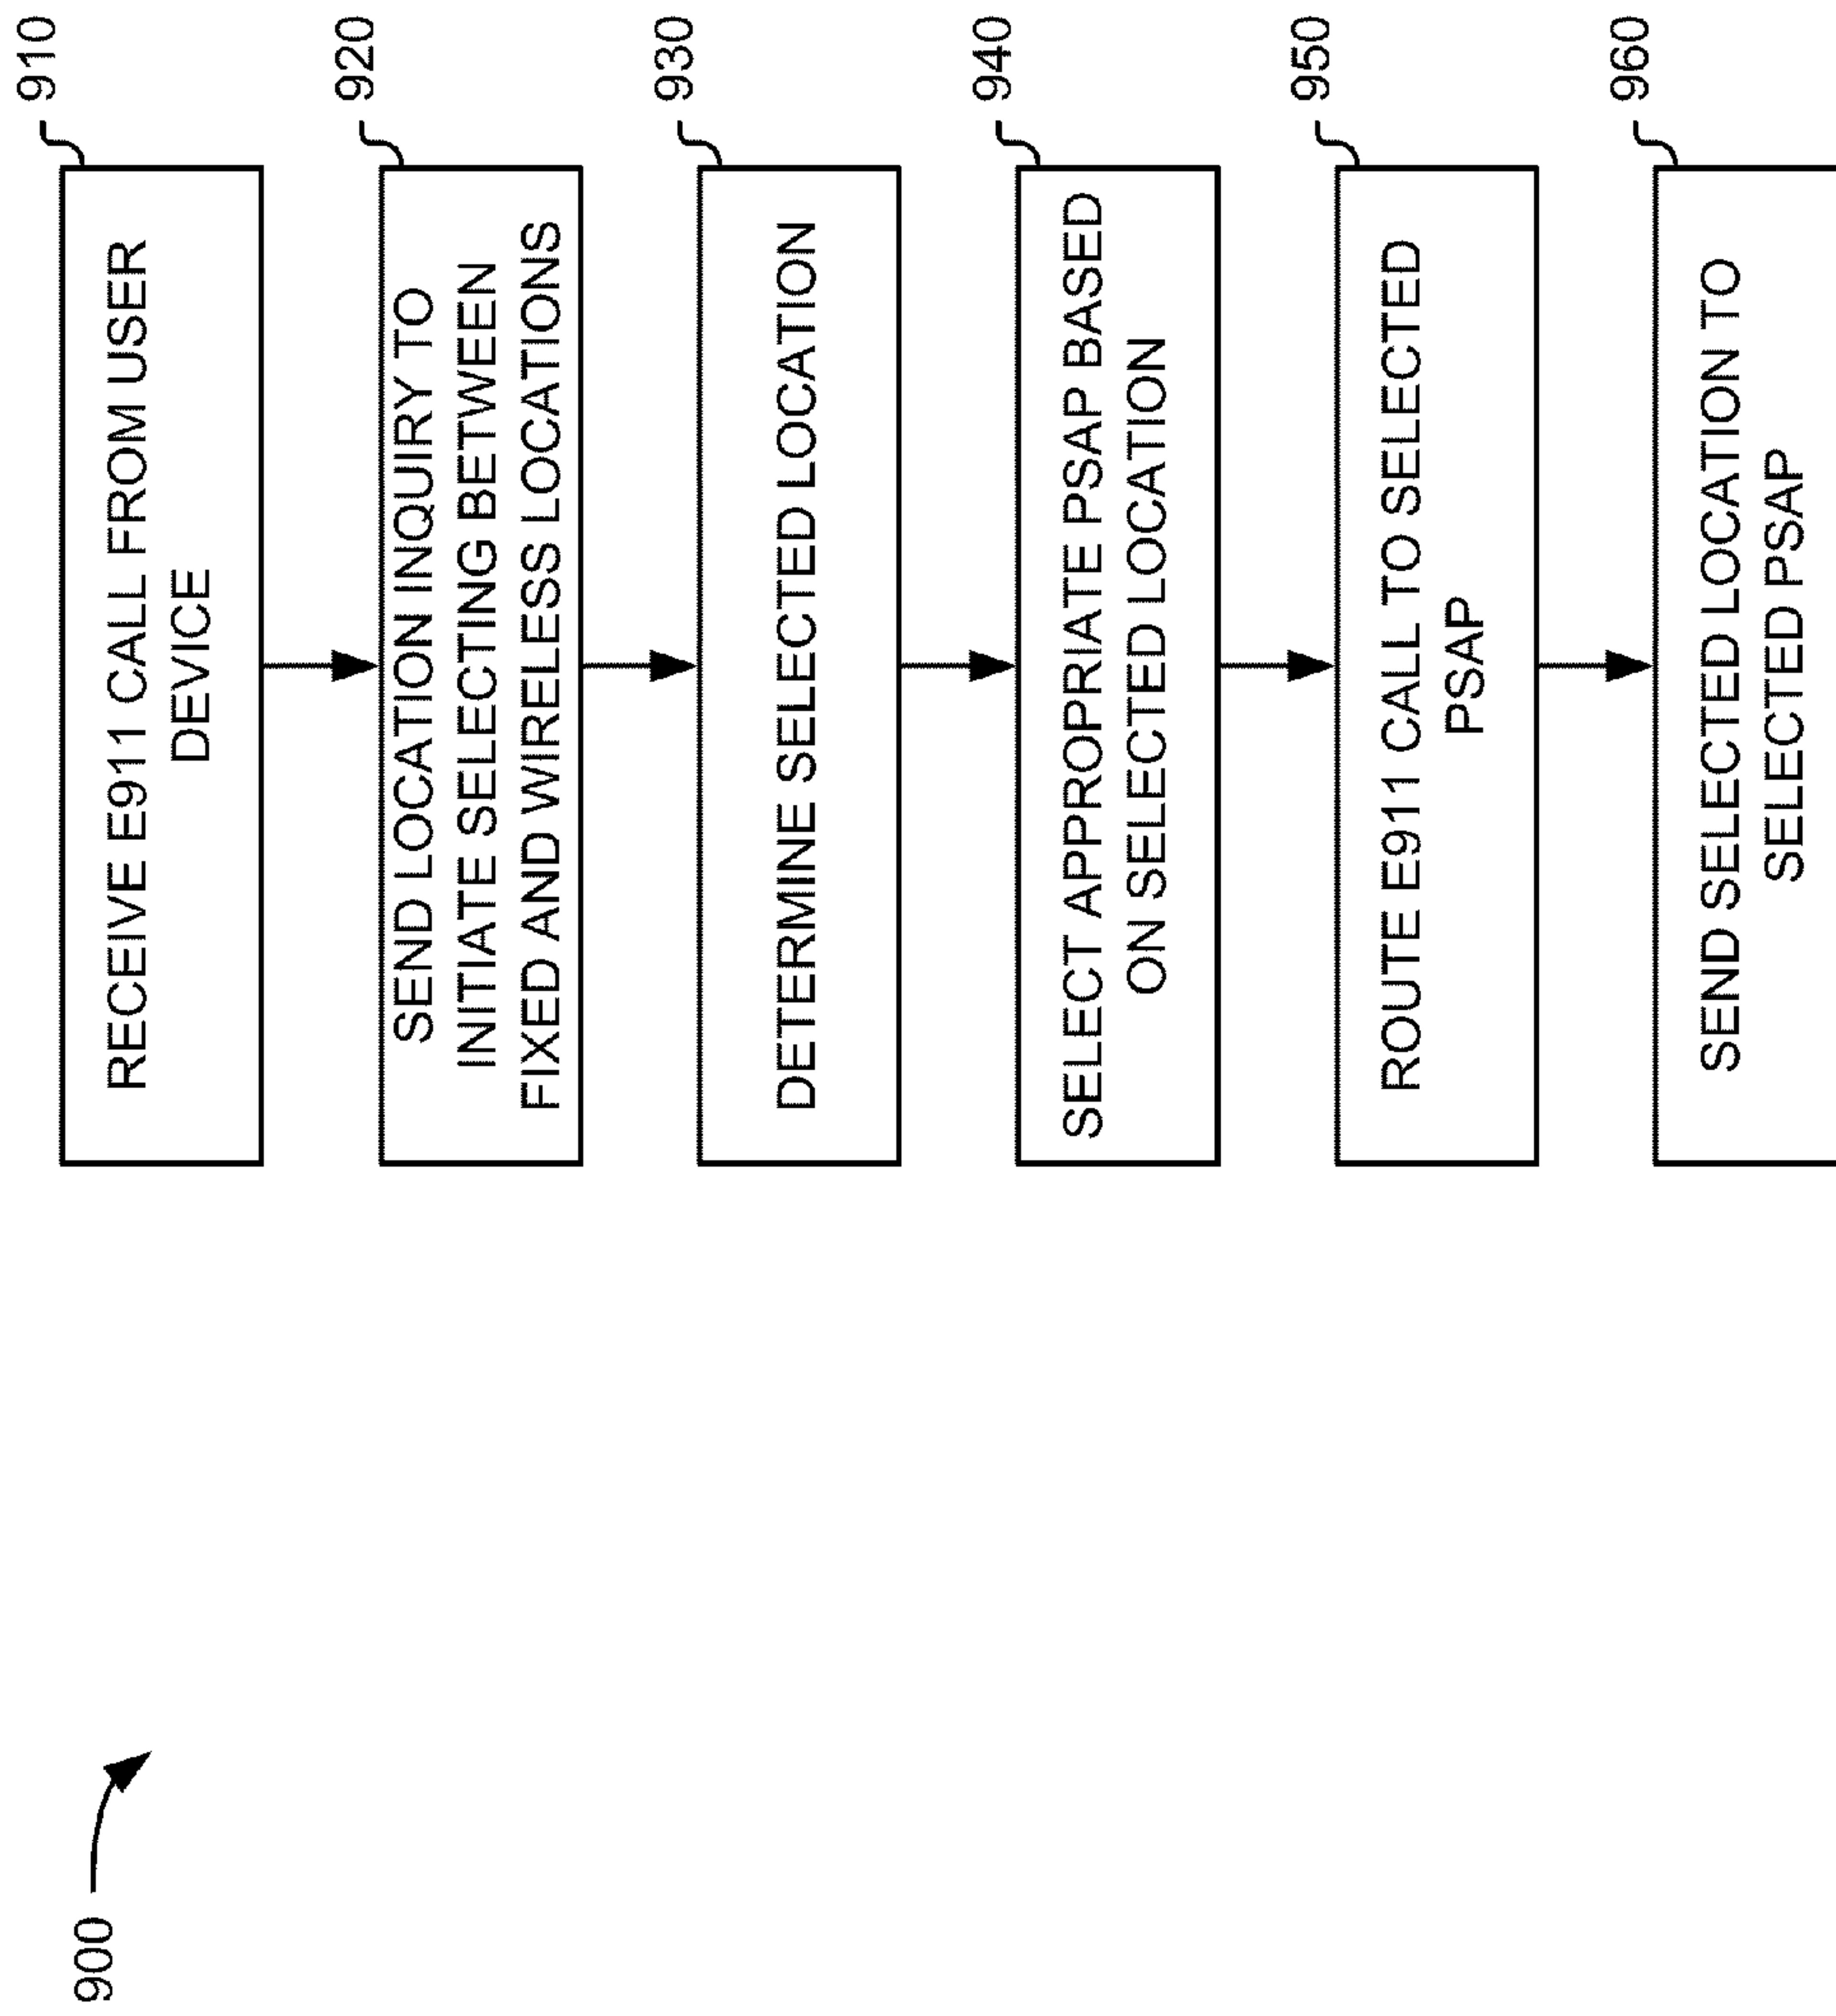 900
910
RECEIVE E911 CALL FROM USER
DEVICE
920
SEND LOCATION INQUIRY TO
INITIATE SELECTING BETWEEN
FIXED AND WIRELESS LOCATIONS
930
DETERMINE SELECTED LOCATION
940
SELECT APPROPRIATE PSAP BASED
ON SELECTED LOCATION
950
ROUTE E911 CALL TO SELECTED
PSAP
960
SEND SELECTED LOCATION TO
SELECTED PSAP